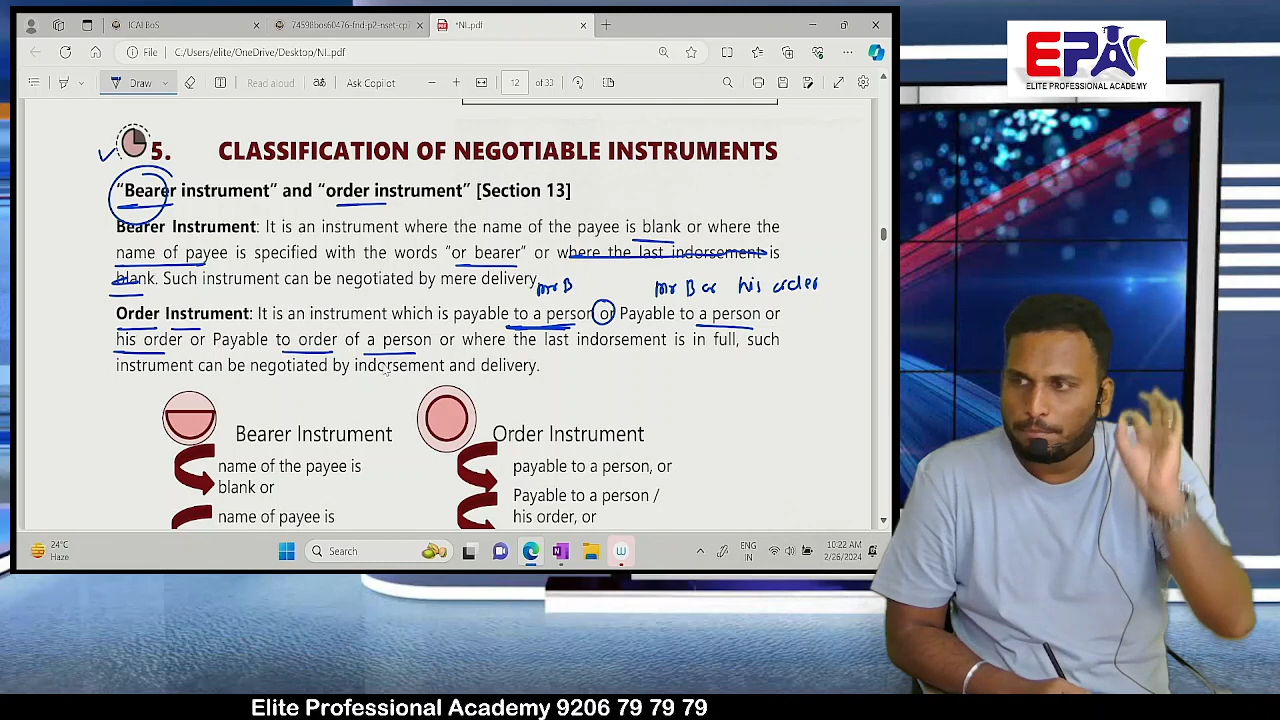 ICAI BoS
74598bos60476-fnd-p2-nset-cp7
*NI.pdf
File
C:/Users/elite/OneDrive/Desktop/NI.pdf
Draw
Read aloud
Ask Copilot
12 of 33
EPA
ELITE PROFESSIONAL ACADEMY
5. CLASSIFICATION OF NEGOTIABLE INSTRUMENTS
“Bearer instrument” and “order instrument” [Section 13]
Bearer Instrument: It is an instrument where the name of the payee is blank or where the
name of payee is specified with the words “or bearer” or where the last indorsement is
blank. Such instrument can be negotiated by mere delivery.
Mr B Mr B or his order
Order Instrument: It is an instrument which is payable to a person or Payable to a person or
his order or Payable to order of a person or where the last indorsement is in full, such
instrument can be negotiated by indorsement and delivery.
Bearer Instrument
name of the payee is
blank or
name of payee is
Order Instrument
payable to a person, or
Payable to a person /
his order, or
24°C
Haze
Search
ENG
IN
10:22 AM
2/26/2024
Elite Professional Academy 9206 79 79 79